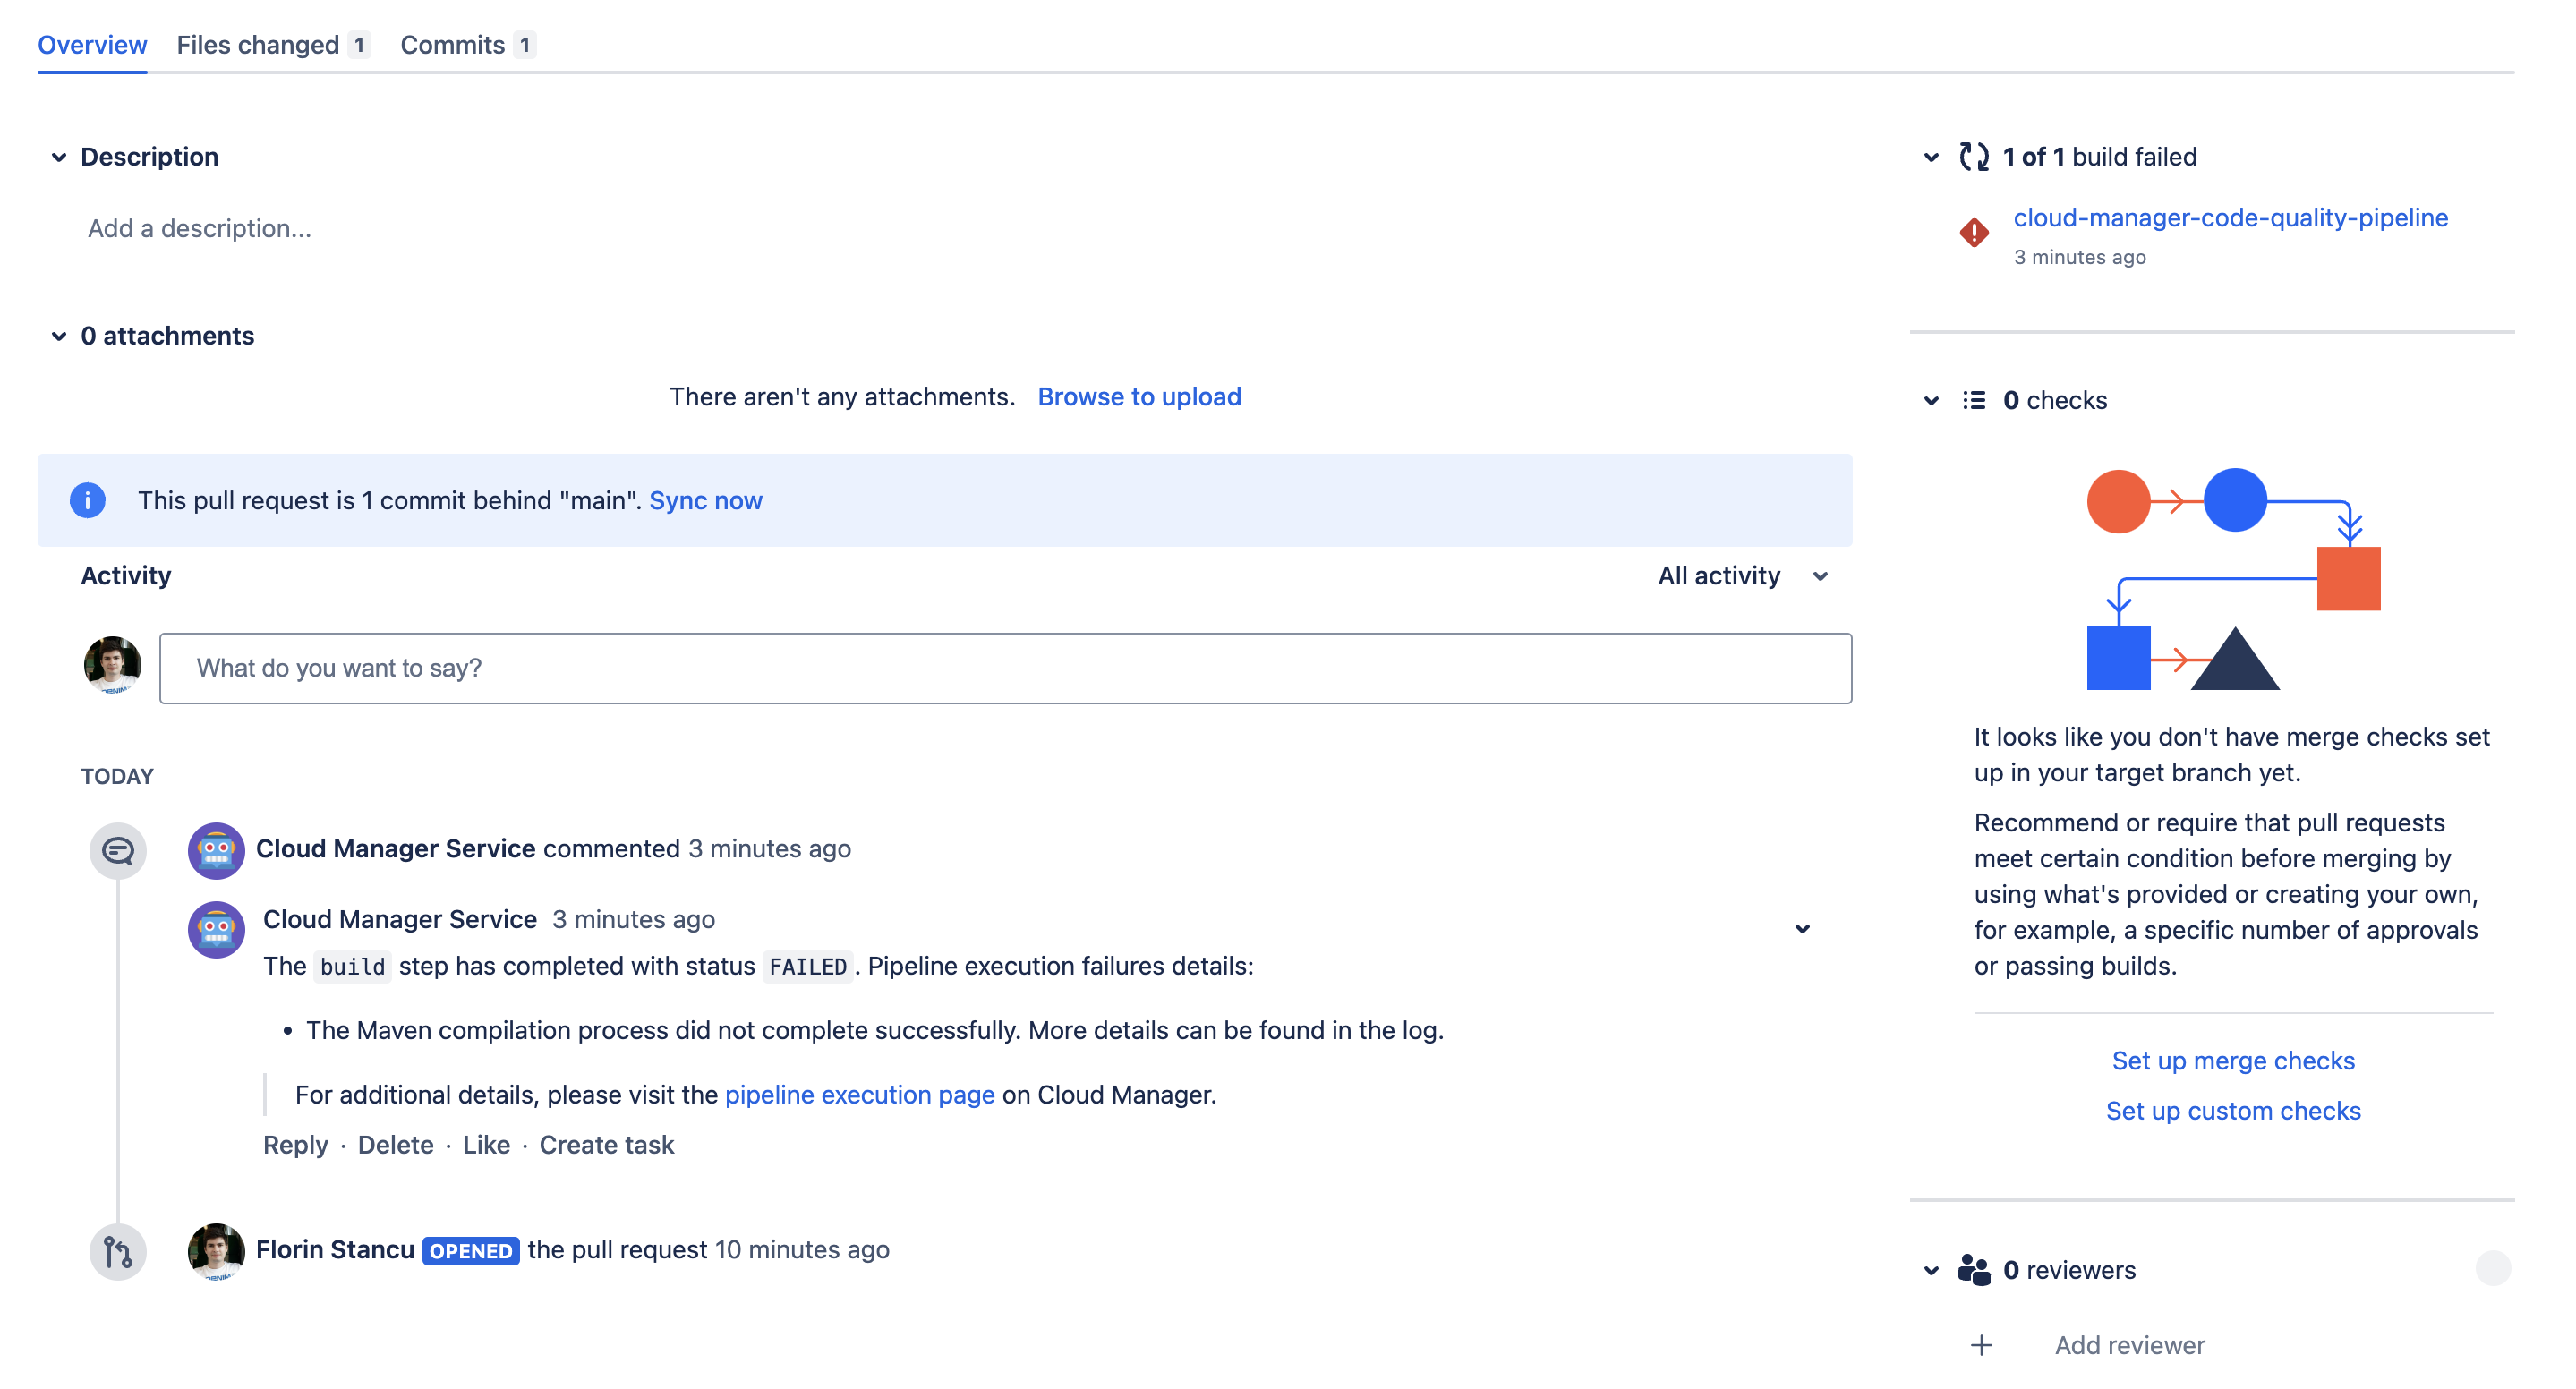 Overview Files changed 1 Commits 1
Description
Add a description...
0 attachments
There aren't any attachments. Browse to upload
This pull request is 1 commit behind "main". Sync now
Activity
All activity
What do you want to say?
TODAY
Cloud Manager Service commented 3 minutes ago
Cloud Manager Service 3 minutes ago
The build step has completed with status FAILED. Pipeline execution failures details:
• The Maven compilation process did not complete successfully. More details can be found in the log.
For additional details, please visit the pipeline execution page on Cloud Manager.
Reply · Delete · Like · Create task
Florin Stancu OPENED the pull request 10 minutes ago
1 of 1 build failed
cloud-manager-code-quality-pipeline
3 minutes ago
0 checks
It looks like you don't have merge checks set
up in your target branch yet.
Recommend or require that pull requests
meet certain condition before merging by
using what's provided or creating your own,
for example, a specific number of approvals
or passing builds.
Set up merge checks
Set up custom checks
0 reviewers
Add reviewer